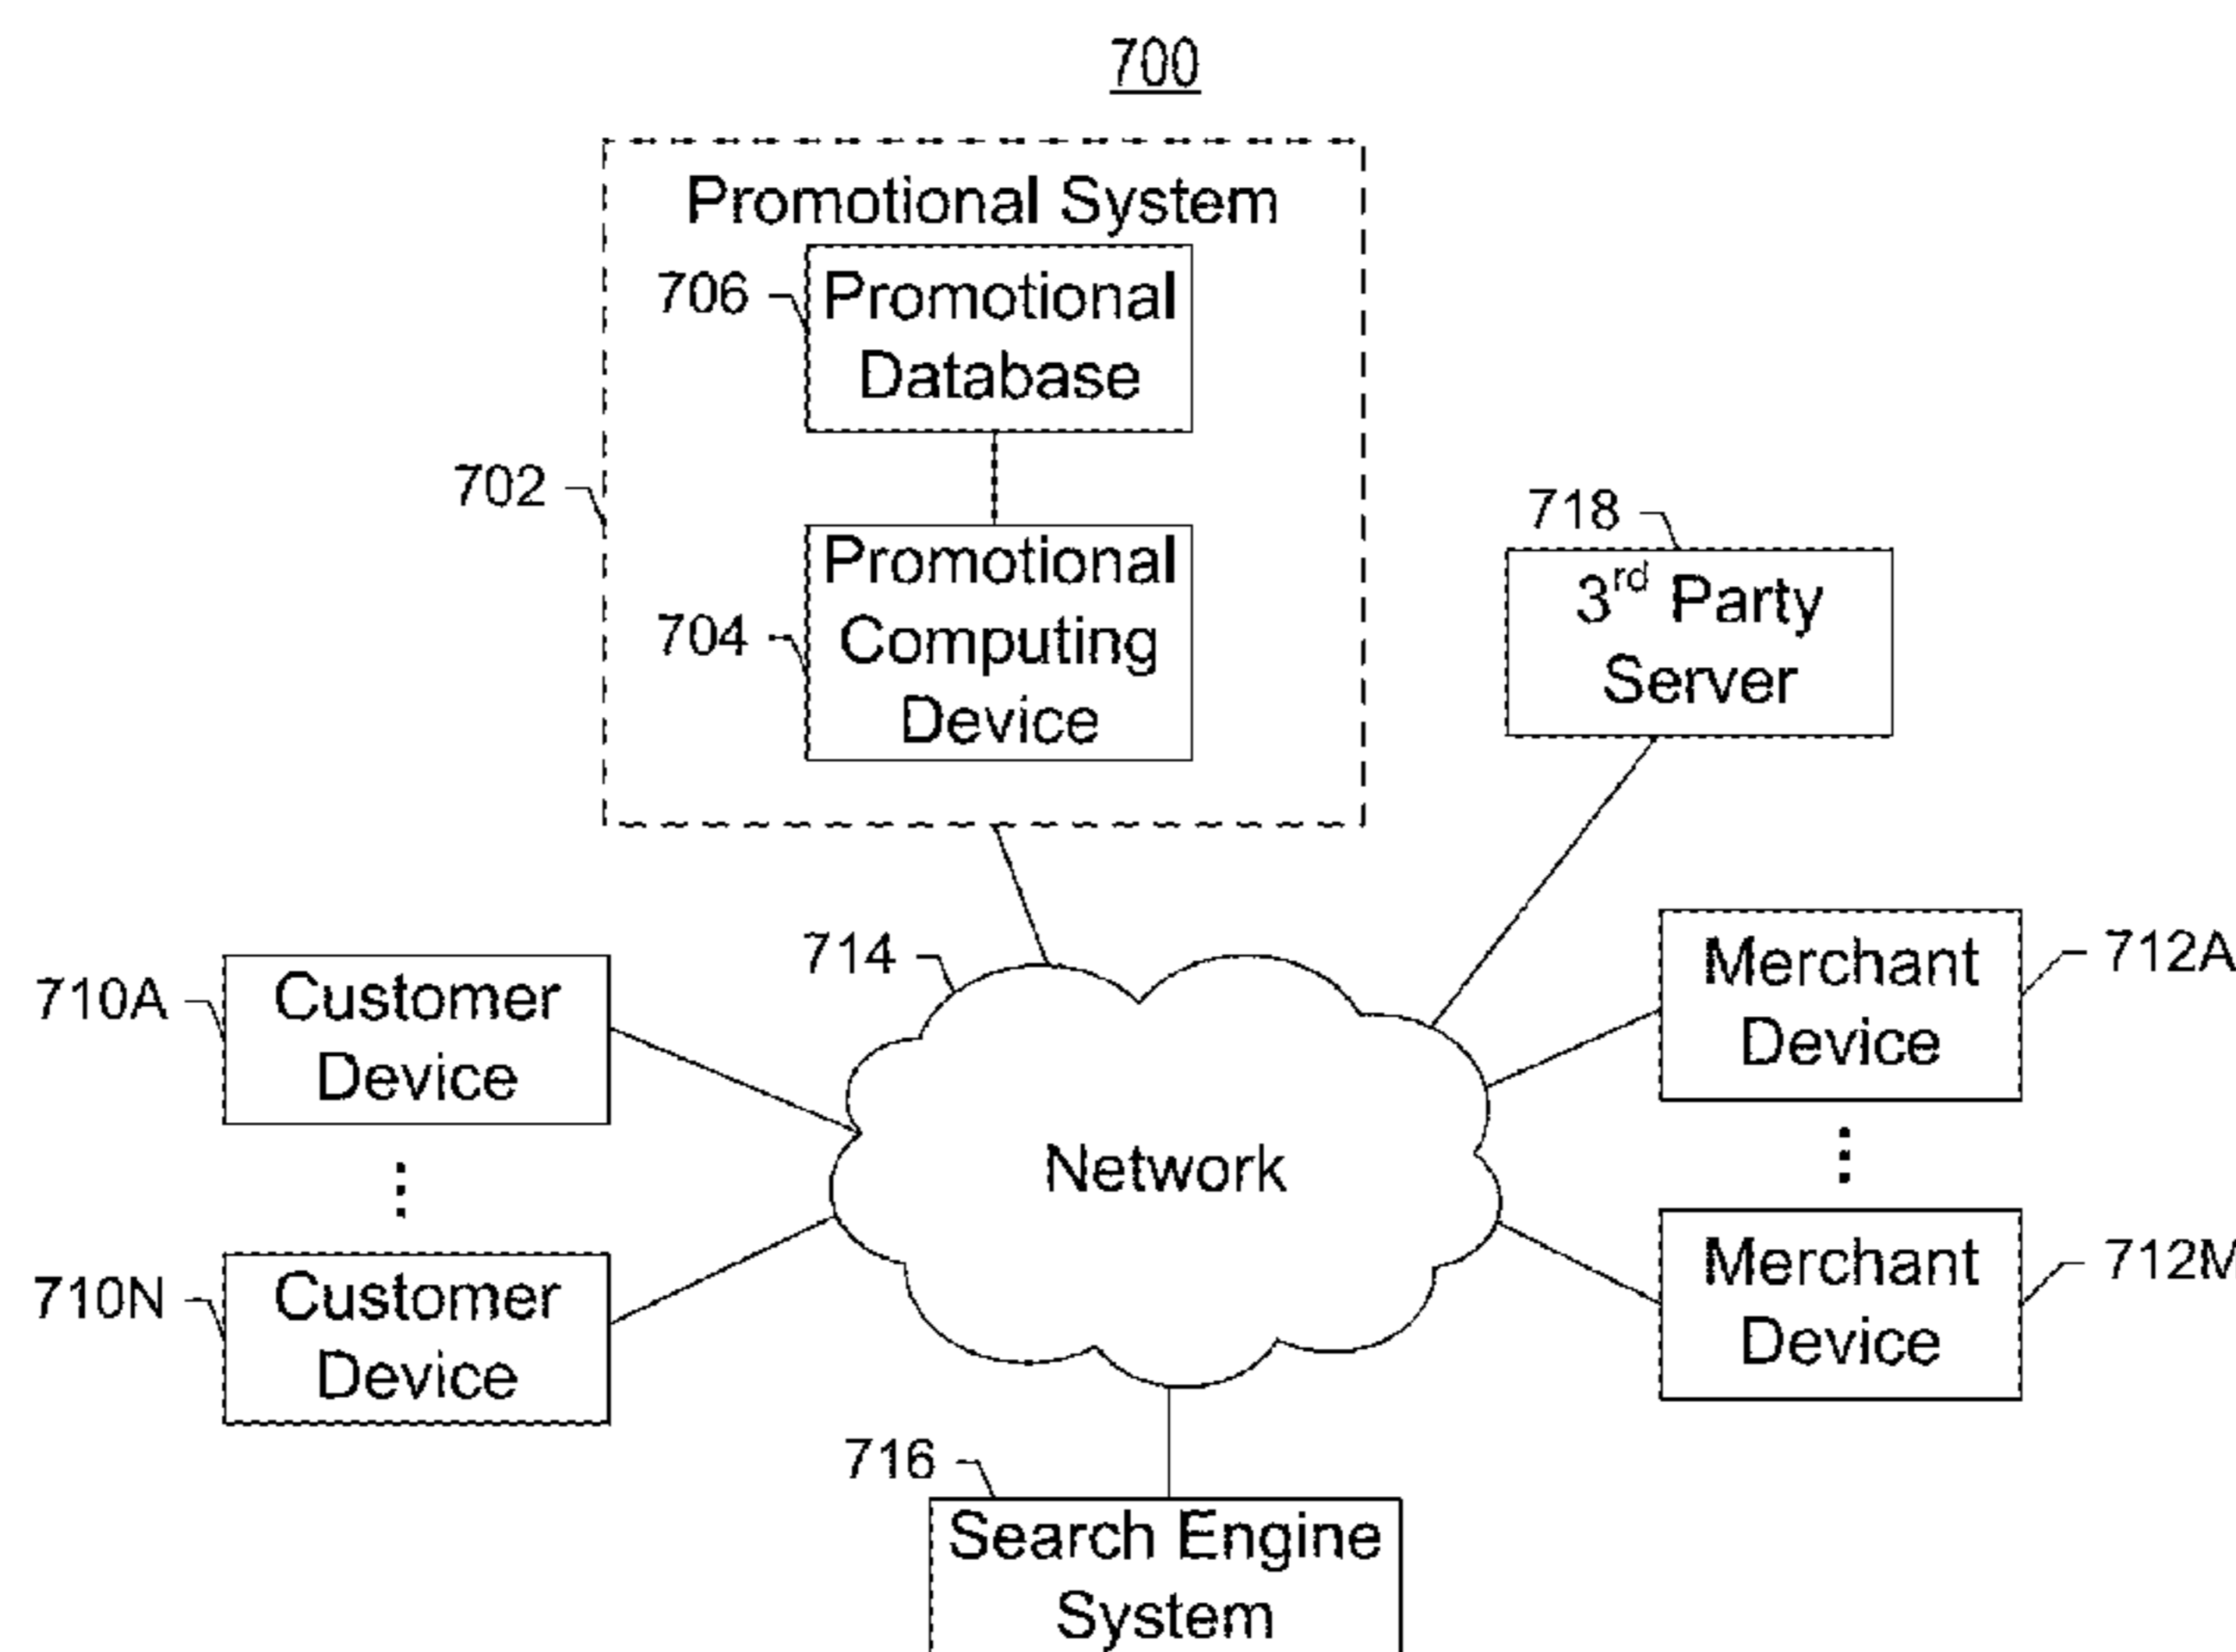 700
Promotional System
706
Promotional
Database
702
704
Promotional
Computing
Device
718
3rd Party
Server
714
710A
Customer
Device
Network
Merchant
Device
712A
710N
Customer
Device
Merchant
Device
712M
716
Search Engine
System